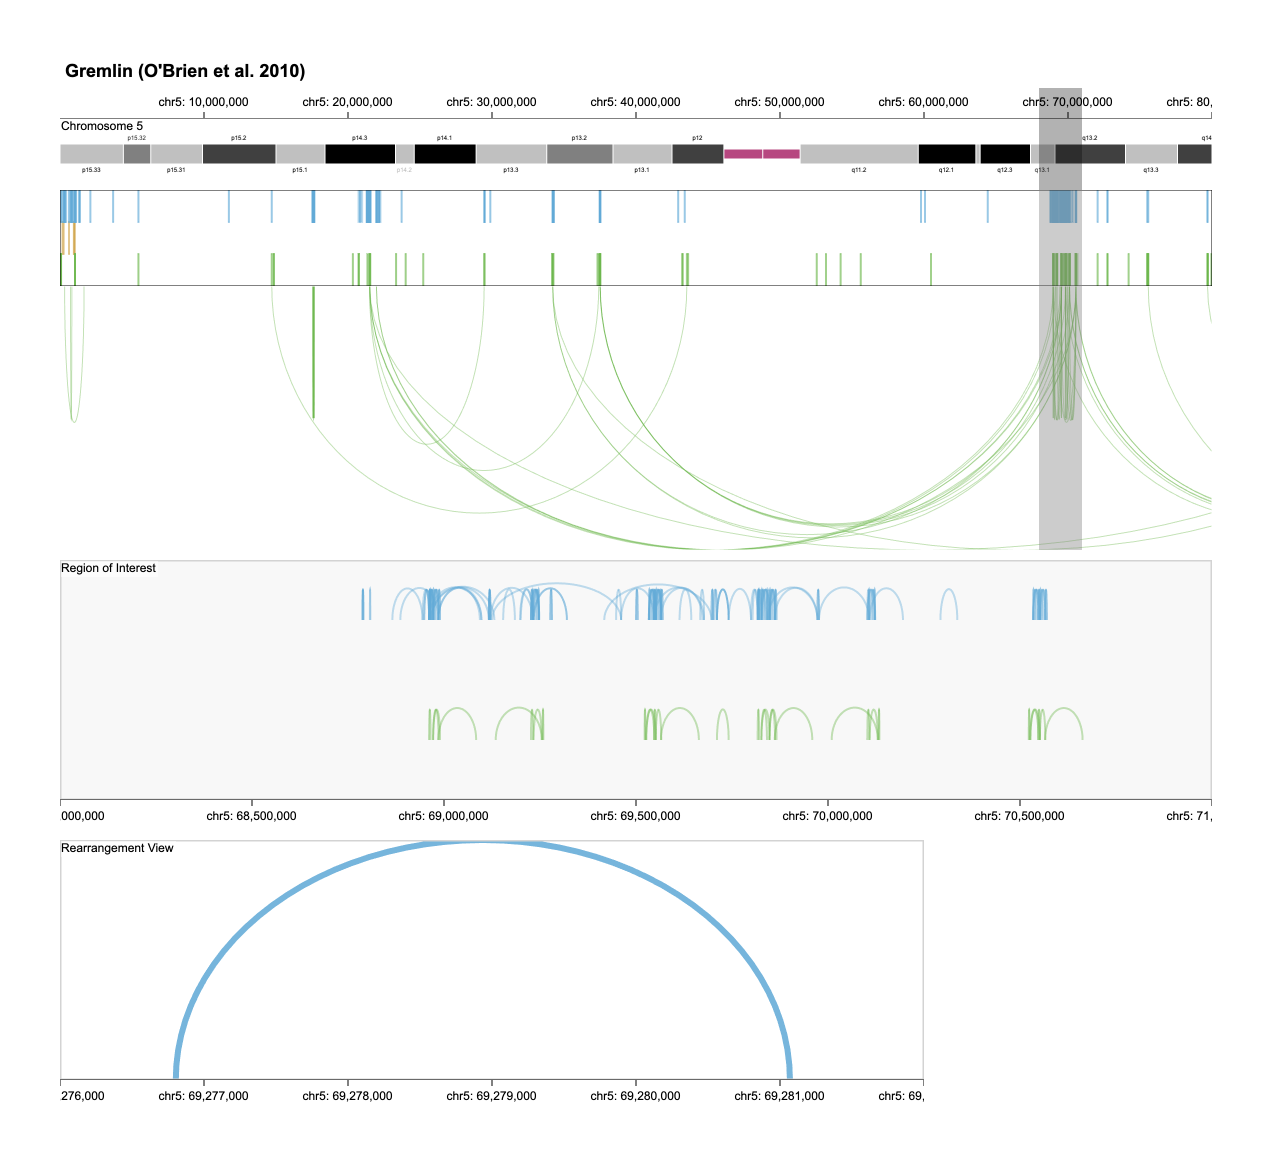 Gremlin (O'Brien et al. 2010)
chr5: 10,000,000 chr5: 20,000,000 chr5: 30,000,000 chr5: 40,000,000 chr5: 50,000,000 chr5: 60,000,000 chr5: 70,000,000 chr5: 80,
Chromosome 5
p15.32 p15.2 p14.3 p14.1 p13.2 p12 q13.2 q14
p15.33 p15.31 p15.1 p14.2 p13.3 p13.1 q11.2 q12.1 q12.3 q13.1 q13.3
Region of Interest
000,000 chr5: 68,500,000 chr5: 69,000,000 chr5: 69,500,000 chr5: 70,000,000 chr5: 70,500,000 chr5: 71,
Rearrangement View
276,000 chr5: 69,277,000 chr5: 69,278,000 chr5: 69,279,000 chr5: 69,280,000 chr5: 69,281,000 chr5: 69,